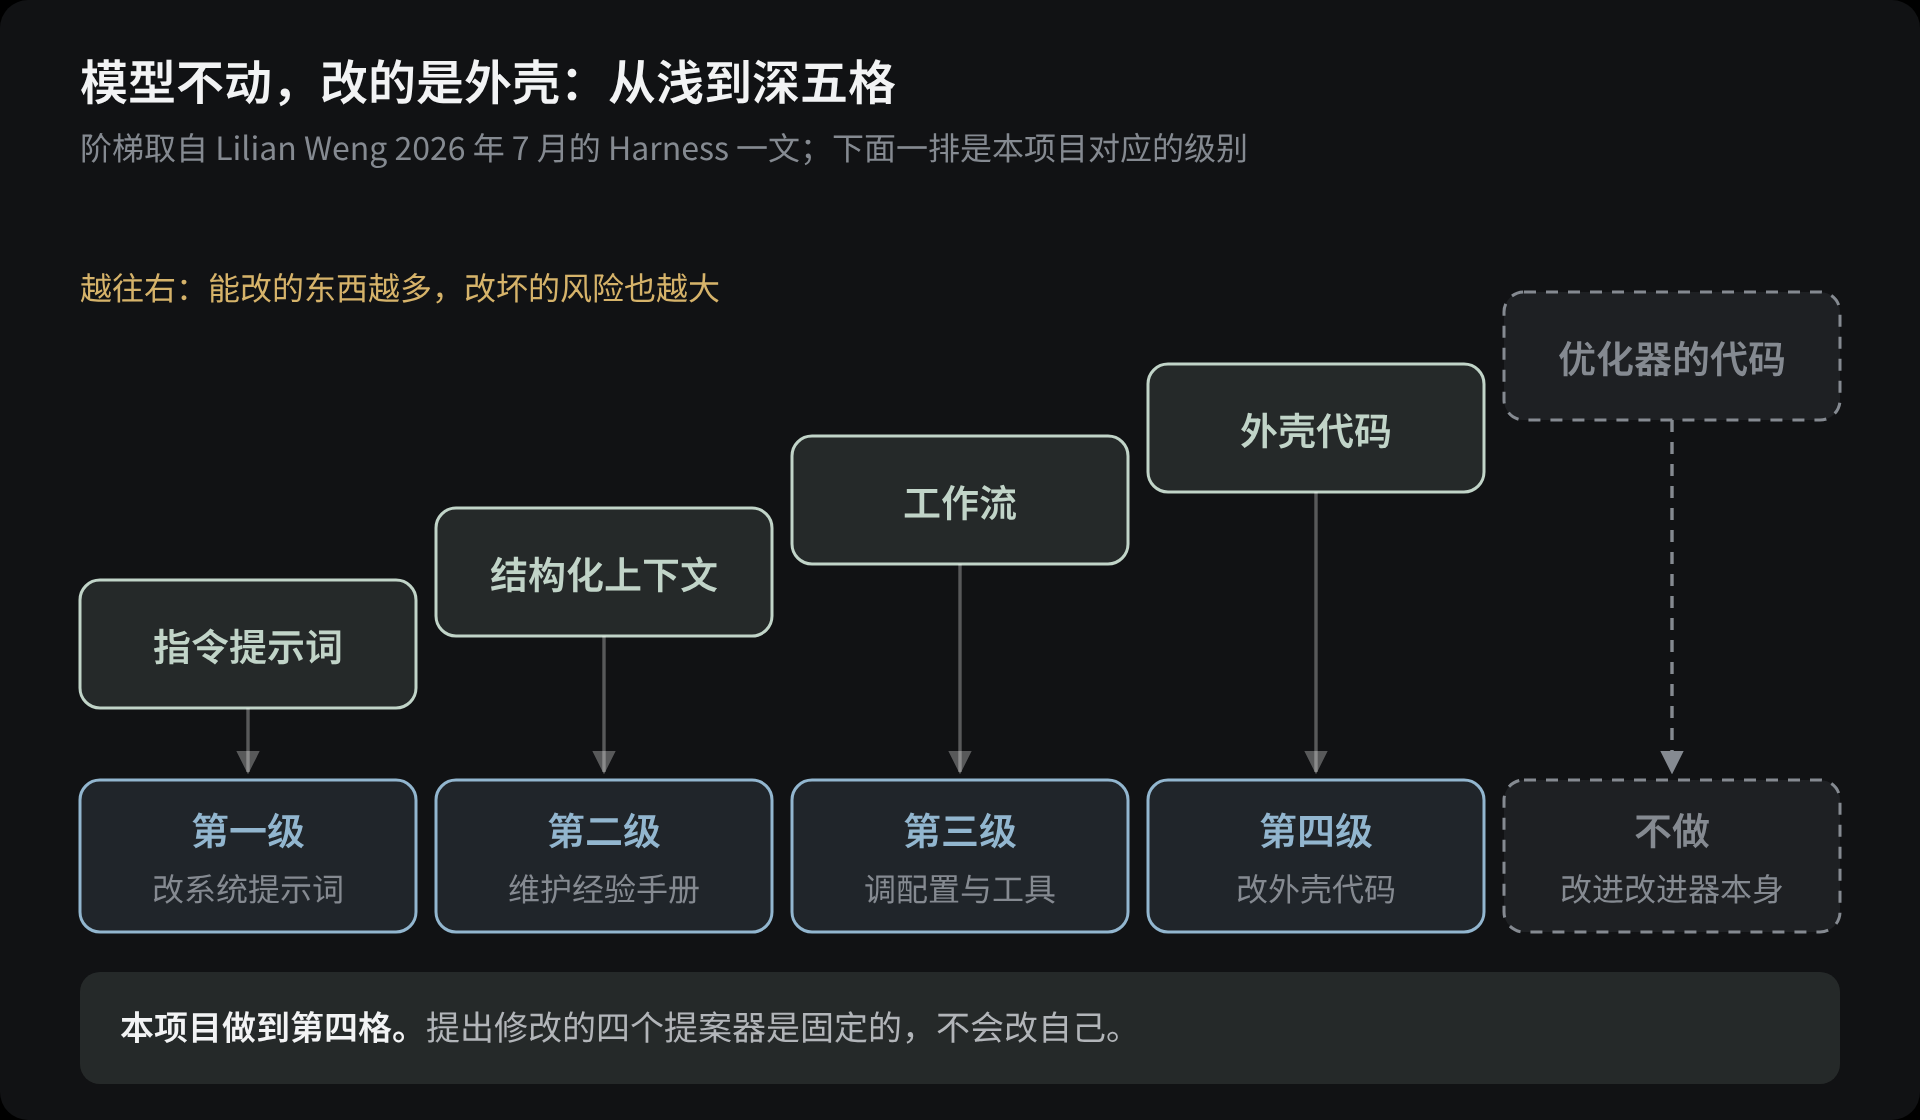 模型不动，改的是外壳：从浅到深五格
阶梯取自 Lilian Weng 2026 年 7 月的 Harness 一文；下面一排是本项目对应的级别
越往右：能改的东西越多，改坏的风险也越大
优化器的代码
外壳代码
工作流
结构化上下文
指令提示词
第一级
改系统提示词
第二级
维护经验手册
第三级
调配置与工具
第四级
改外壳代码
不做
改进改进器本身
本项目做到第四格。提出修改的四个提案器是固定的，不会改自己。